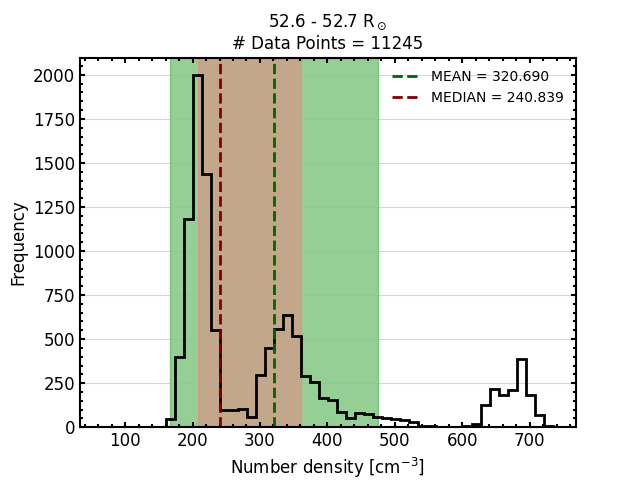 52.6 - 52.7 R⊙
# Data Points = 11245
MEAN = 320.690
MEDIAN = 240.839
Frequency
2000
1750
1500
1250
1000
750
500
250
0
100 200 300 400 500 600 700
Number density [cm⁻³]